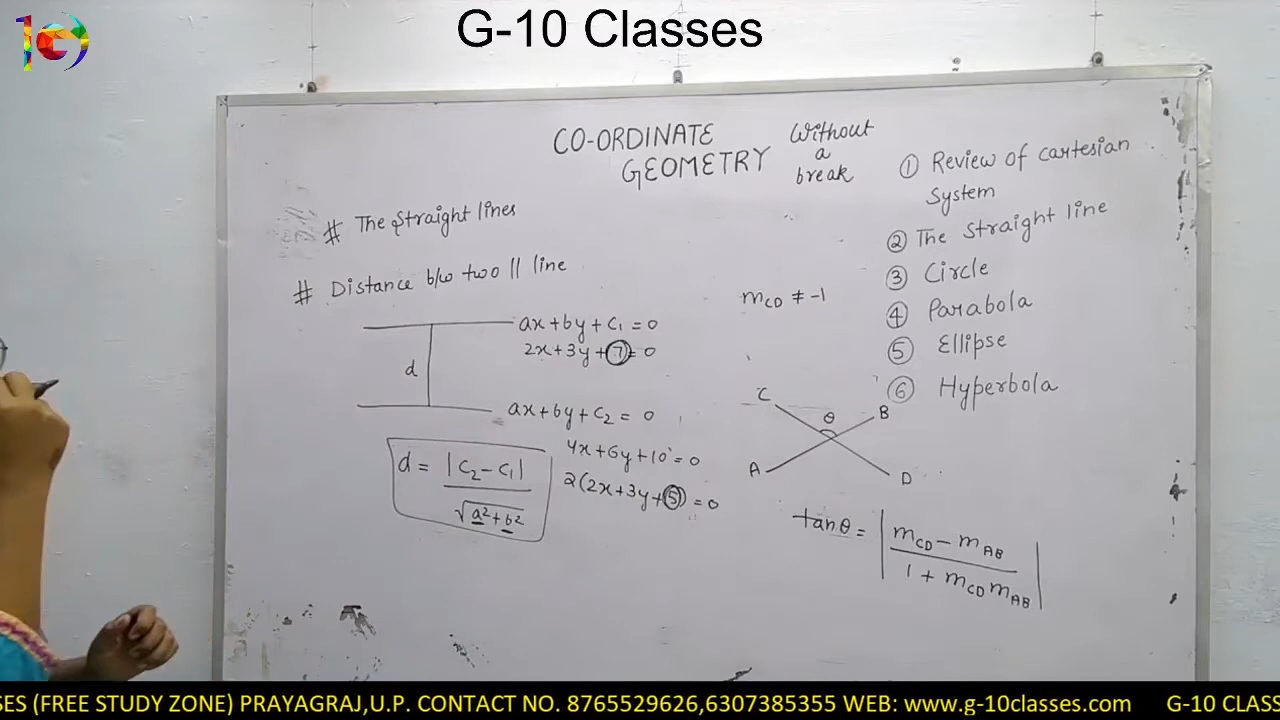 G-10 Classes
CO-ORDINATE
GEOMETRY
Without
a
break
① Review of cartesian
System
② The Straight line
③ Circle
④ Parabola
⑤ Ellipse
⑥ Hyperbola
# The Straight lines
# Distance b/w two || line
ax+by+c₁=0
2x+3y+7=0
d
ax+by+c₂=0
4x+6y+10=0
2(2x+3y+5)=0
d = |c₂-c₁|
√a²+b²
m_CD ≠ -1
C
θ
B
A
D
tanθ = | m_CD - m_AB
1 + m_CD m_AB |
SES (FREE STUDY ZONE) PRAYAGRAJ,U.P. CONTACT NO. 8765529626,6307385355 WEB: www.g-10classes.com G-10 CLASS